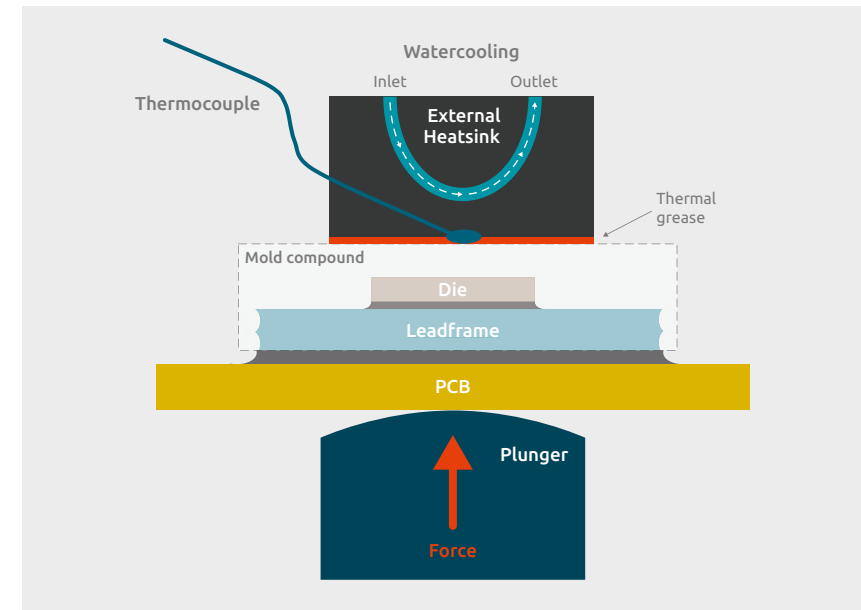 Watercooling
Inlet
Outlet
Thermocouple
External
Heatsink
Thermal
grease
Mold compound
Die
Leadframe
PCB
Plunger
Force